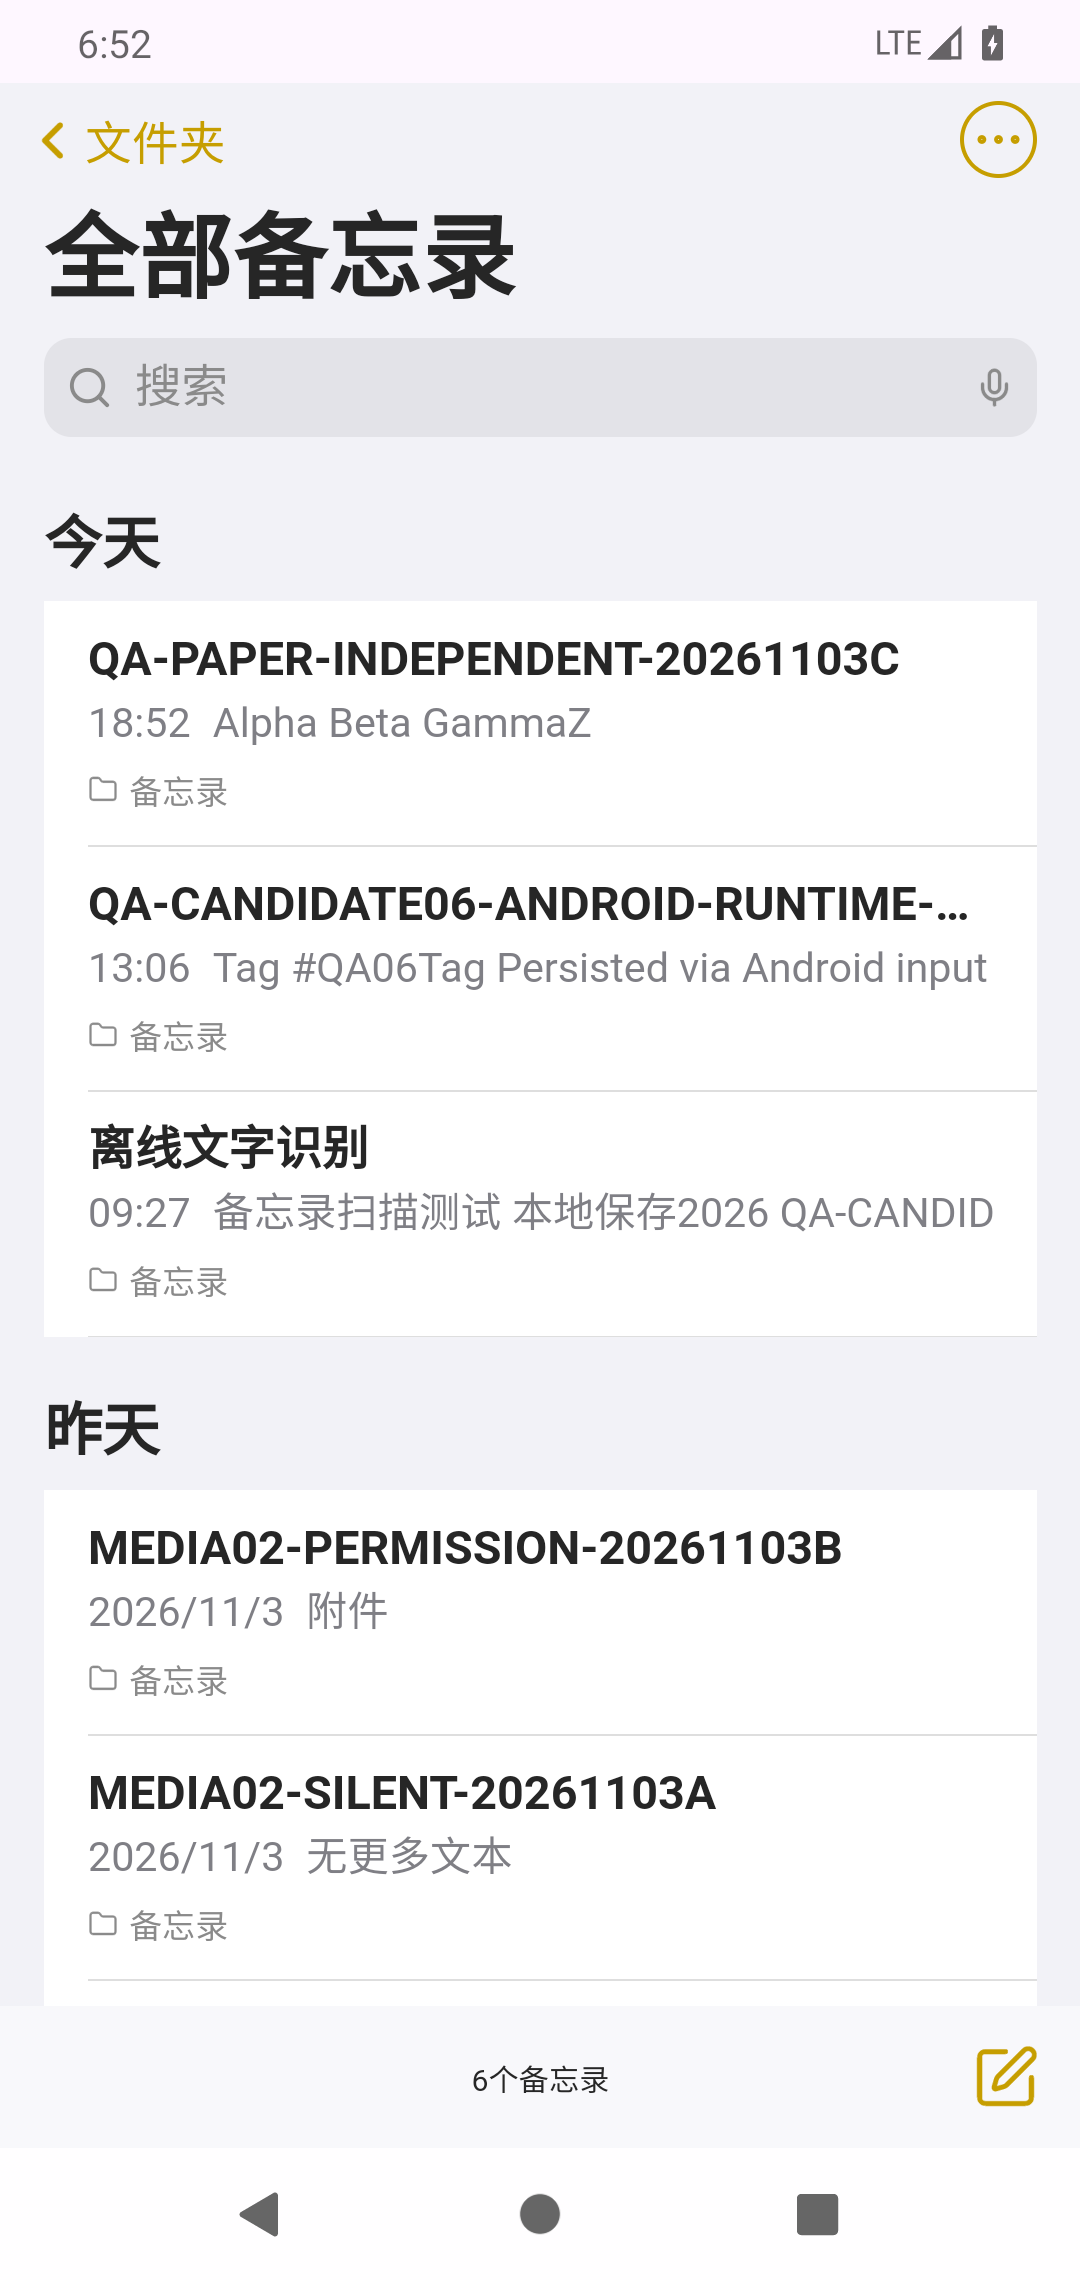 6:52 LTE
文件夹
全部备忘录
搜索
今天
QA-PAPER-INDEPENDENT-20261103C
18:52 Alpha Beta GammaZ
备忘录
QA-CANDIDATE06-ANDROID-RUNTIME-...
13:06 Tag #QA06Tag Persisted via Android input
备忘录
离线文字识别
09:27 备忘录扫描测试 本地保存2026 QA-CANDID
备忘录
昨天
MEDIA02-PERMISSION-20261103B
2026/11/3 附件
备忘录
MEDIA02-SILENT-20261103A
2026/11/3 无更多文本
备忘录
6个备忘录